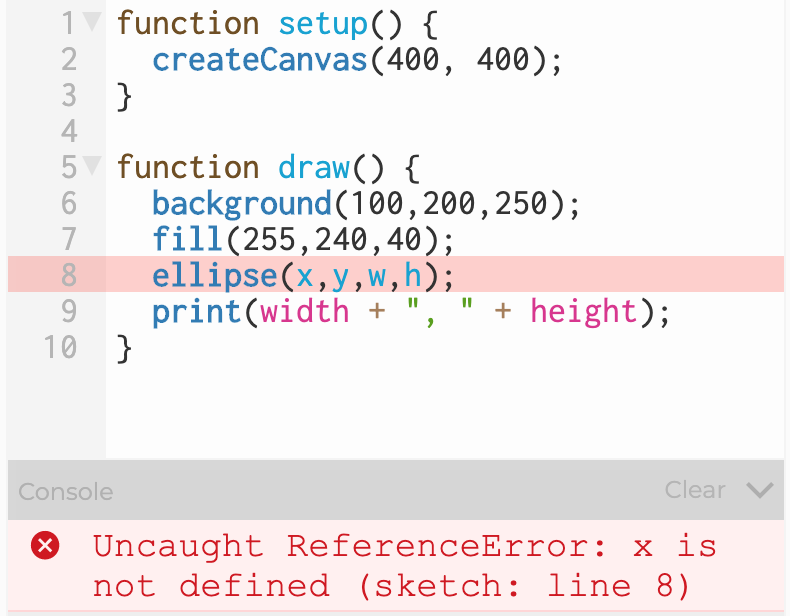 1 function setup() {
2   createCanvas(400, 400);
3 }
4
5 function draw() {
6   background(100,200,250);
7   fill(255,240,40);
8   ellipse(x,y,w,h);
9   print(width + ", " + height);
10 }
Console Clear
Uncaught ReferenceError: x is
not defined (sketch: line 8)